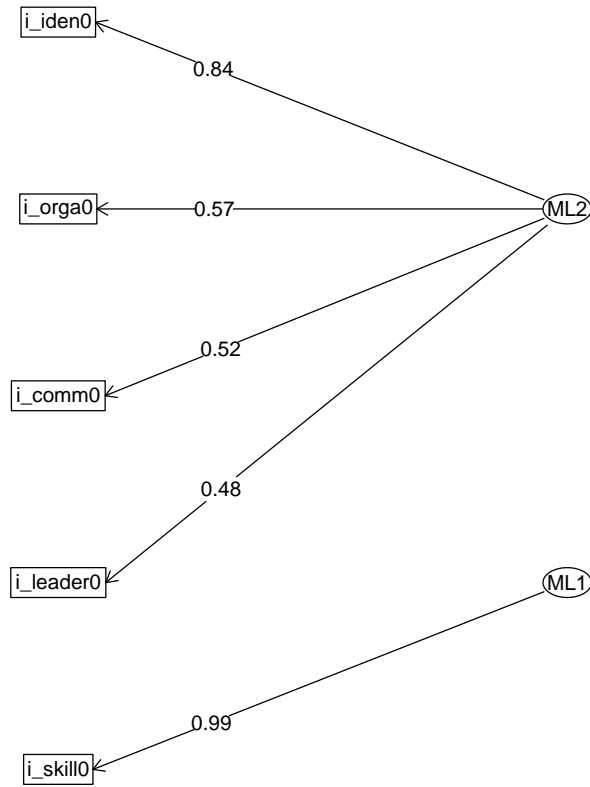 i_iden0
0.84
i_orga0
0.57
ML2
0.52
i_comm0
0.48
i_leader0
ML1
0.99
i_skill0